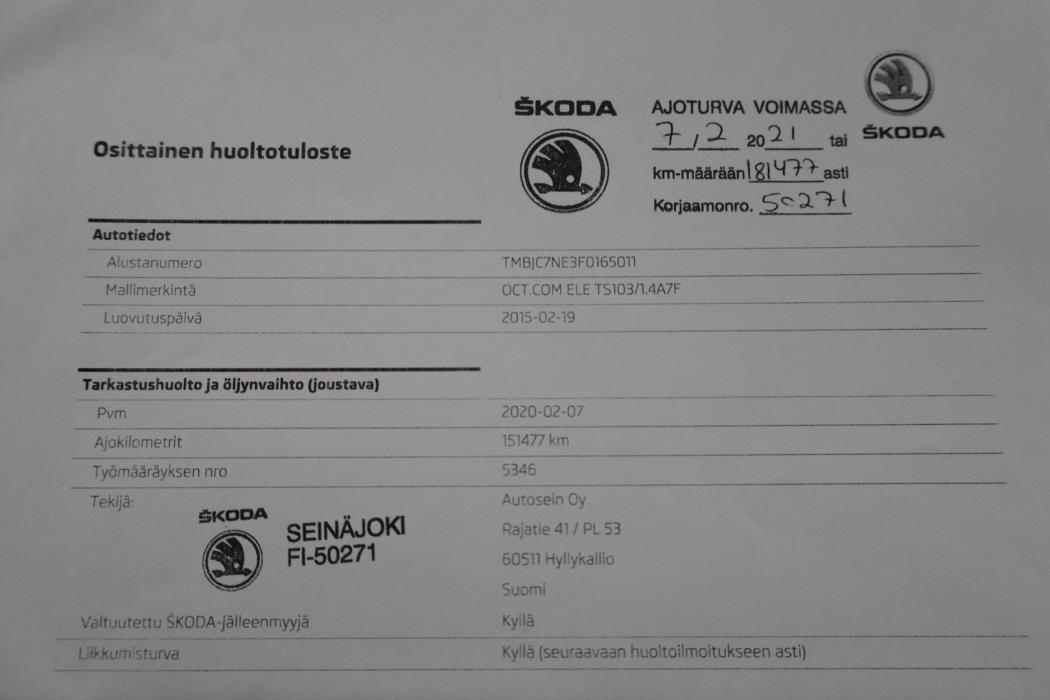 Osittainen huoltotuloste
ŠKODA
AJOTURVA VOIMASSA
7,2 2021 tai
km-määrään 181477 asti
Korjaamonro. 50271
ŠKODA
Autotiedot
Alustanumero TMBJC7NE3F0165011
Mallimerkintä OCT.COM ELE TS103/1.4A7F
Luovutuspäivä 2015-02-19
Tarkastushuolto ja öljynvaihto (joustava)
Pvm 2020-02-07
Ajokilometrit 151477 km
Työmääräyksen nro 5346
Tekijä: Autosein Oy
ŠKODA
SEINÄJOKI
FI-50271
Rajatie 41 / PL 53
60511 Hyllykallio
Suomi
Valtuutettu ŠKODA-jälleenmyyjä Kyllä
Liikkumisturva Kyllä (seuraavaan huoltoilmoitukseen asti)